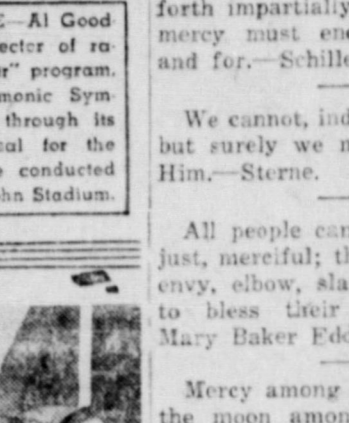 E—Al Good
ector of ra-
r" program.
monic Sym-
through its
sal for the
e conducted
hn Stadium.
forth impartially
mercy must en
and for.—Schille
We cannot, ind
but surely we m
Him.—Sterne.
All people can
just, merciful; th
envy, elbow, sla
to bless their
Mary Baker Edd
Mercy among
the moon amon